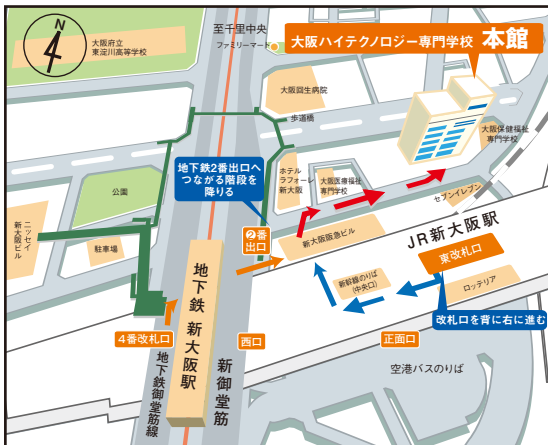 N
大阪府立
東淀川高等学校
至千里中央
ファミリーマート
大阪ハイテクノロジー専門学校 本館
大阪回生病院
歩道橋
大阪保健福祉
専門学校
地下鉄2番出口へ
つながる階段を
降りる
ホテル
ラフォーレ
新大阪
大阪医療福祉
専門学校
セブンイレブン
公園
ニッセイ
新大阪ビル
駐車場
❷番
出口
新大阪阪急ビル
JR新大阪駅
東改札口
新幹線のりば
(中央口)
ロッテリア
改札口を背に右に進む
地下鉄 新大阪駅
4番改札口
西口
正面口
新御堂筋
地下鉄御堂筋線
空港バスのりば